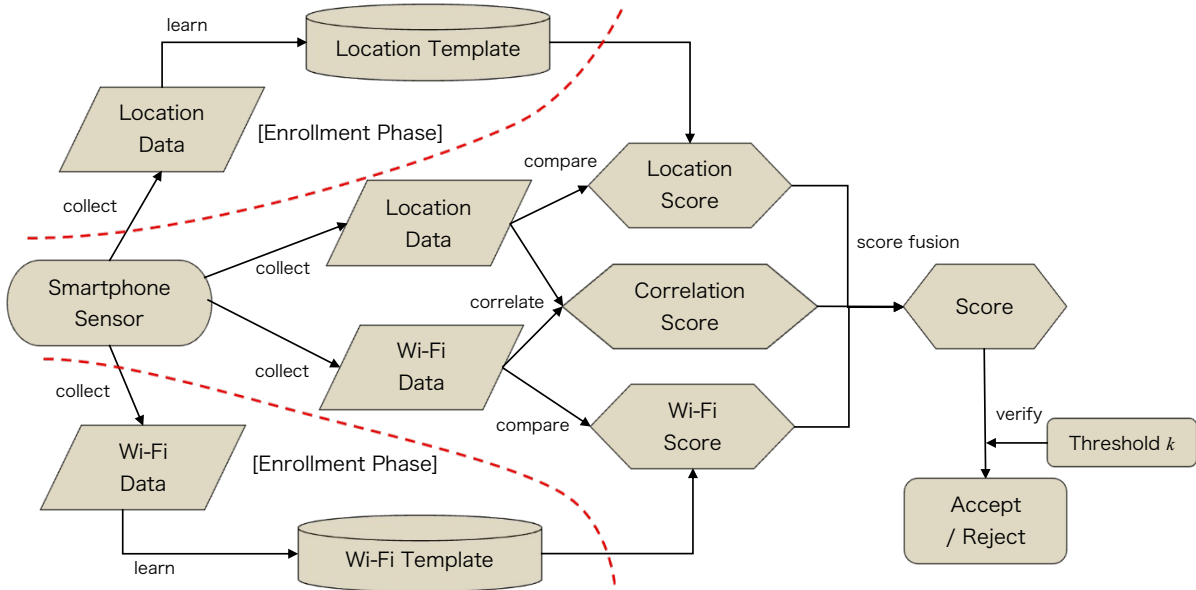 learn
Location Template
Location
Data
[Enrollment Phase]
collect
compare
Location
Score
Location
Data
collect
score fusion
Smartphone
Sensor
correlate
Correlation
Score
Score
Wi-Fi
Data
collect
collect
compare
Wi-Fi
Score
verify
Threshold k
Wi-Fi
Data
[Enrollment Phase]
Accept
/ Reject
learn
Wi-Fi Template